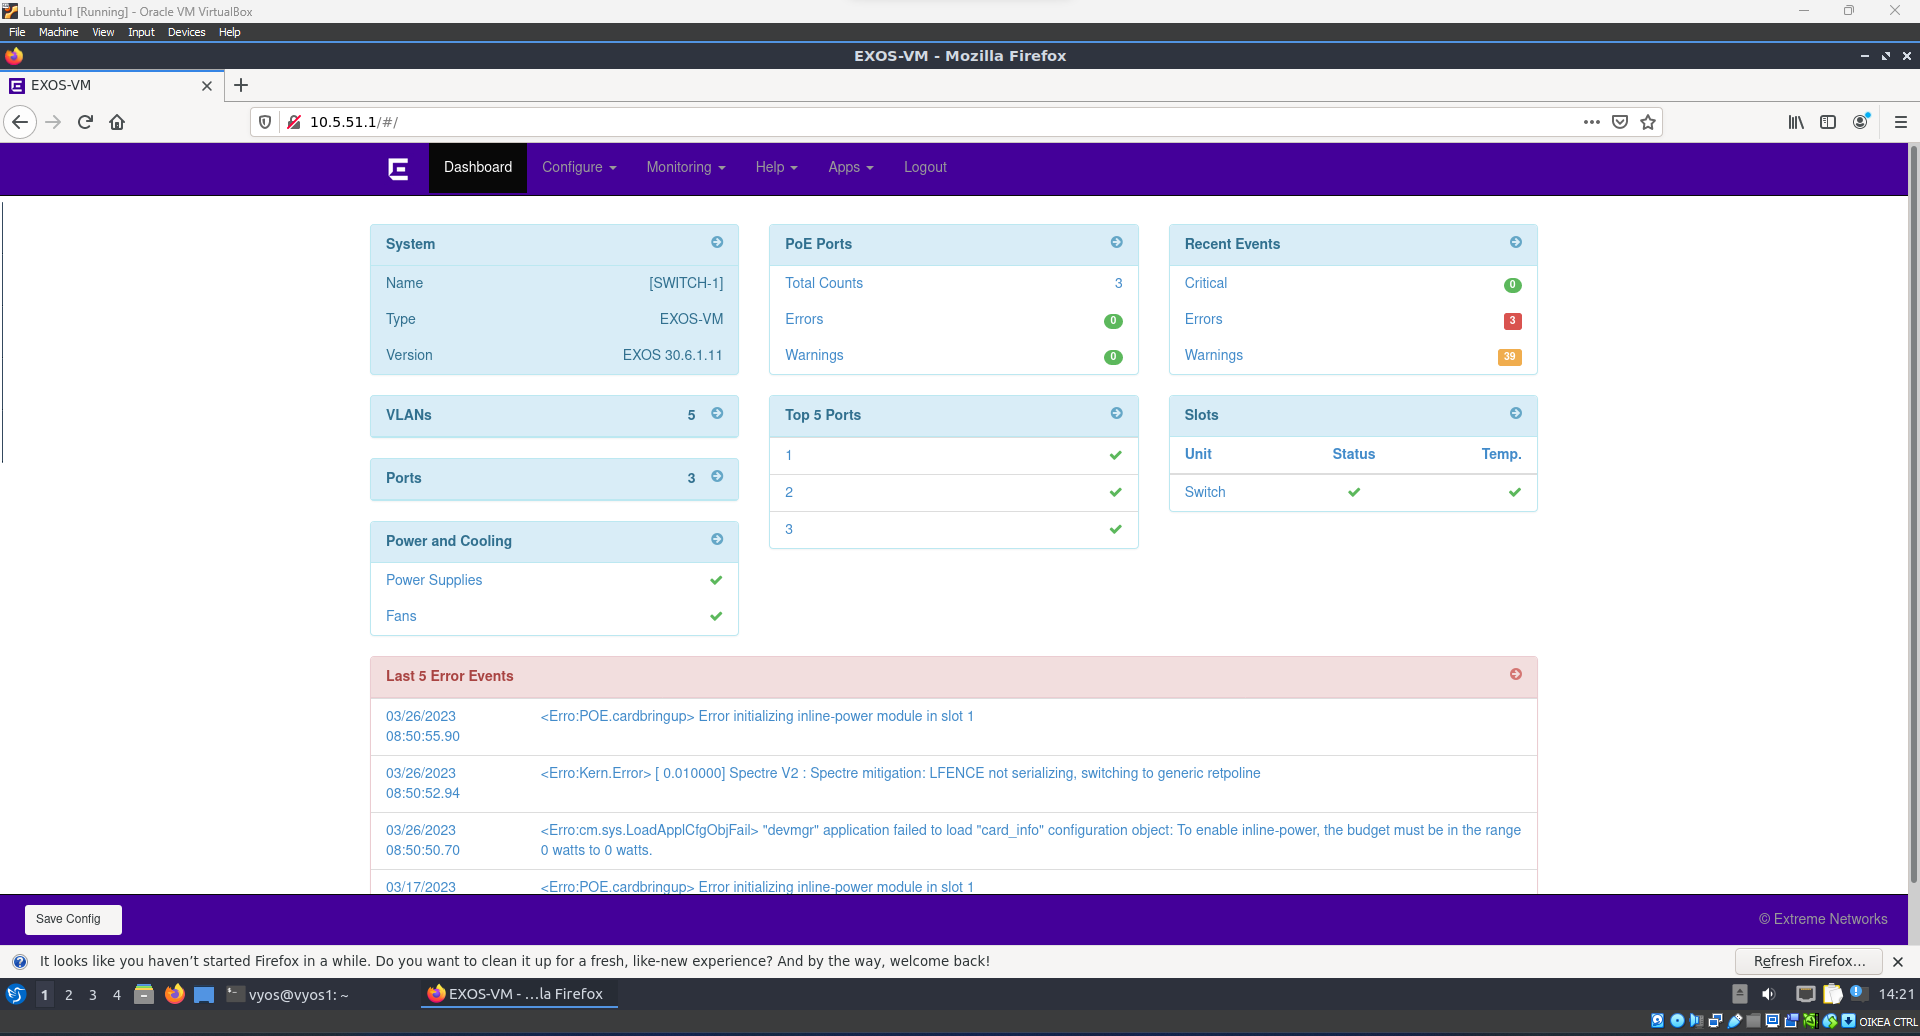 Lubuntu1 [Running] - Oracle VM VirtualBox
File Machine View Input Devices Help
EXOS-VM - Mozilla Firefox
EXOS-VM
10.5.51.1/#/
Dashboard Configure Monitoring Help Apps Logout
System
Name [SWITCH-1]
Type EXOS-VM
Version EXOS 30.6.1.11
VLANs 5
Ports 3
Power and Cooling
Power Supplies
Fans
PoE Ports
Total Counts 3
Errors 0
Warnings 0
Top 5 Ports
1
2
3
Recent Events
Critical 0
Errors 3
Warnings 39
Slots
Unit Status Temp.
Switch
Last 5 Error Events
03/26/2023 <Erro:POE.cardbringup> Error initializing inline-power module in slot 1
08:50:55.90
03/26/2023 <Erro:Kern.Error> [ 0.010000] Spectre V2 : Spectre mitigation: LFENCE not serializing, switching to generic retpoline
08:50:52.94
03/26/2023 <Erro:cm.sys.LoadApplCfgObjFail> "devmgr" application failed to load "card_info" configuration object: To enable inline-power, the budget must be in the range
08:50:50.70 0 watts to 0 watts.
03/17/2023 <Erro:POE.cardbringup> Error initializing inline-power module in slot 1
Save Config © Extreme Networks
It looks like you haven't started Firefox in a while. Do you want to clean it up for a fresh, like-new experience? And by the way, welcome back! Refresh Firefox...
1 2 3 4 vyos@vyos1: ~ EXOS-VM - ...la Firefox 14:21
ΟΙΚΕΑ CTRL